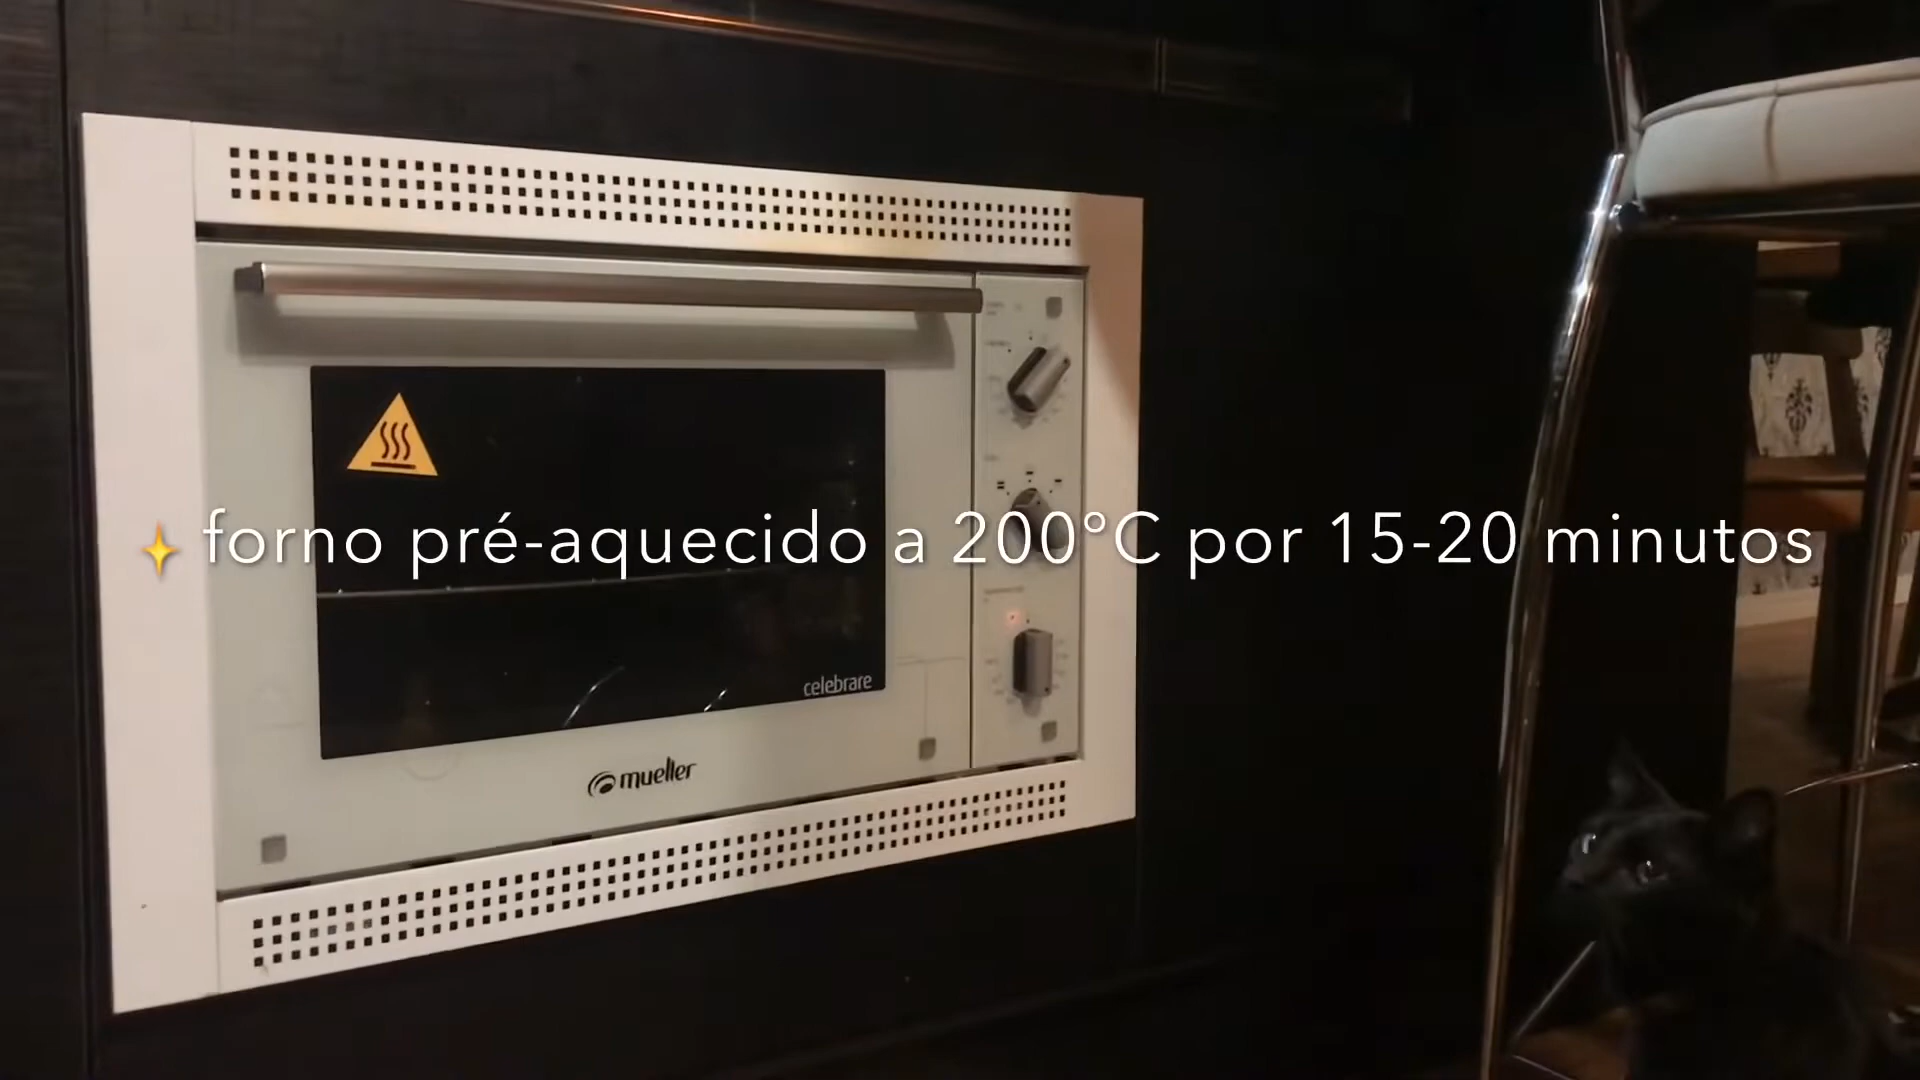 ✨ forno pré-aquecido a 200°C por 15-20 minutos
celebrare
mueller